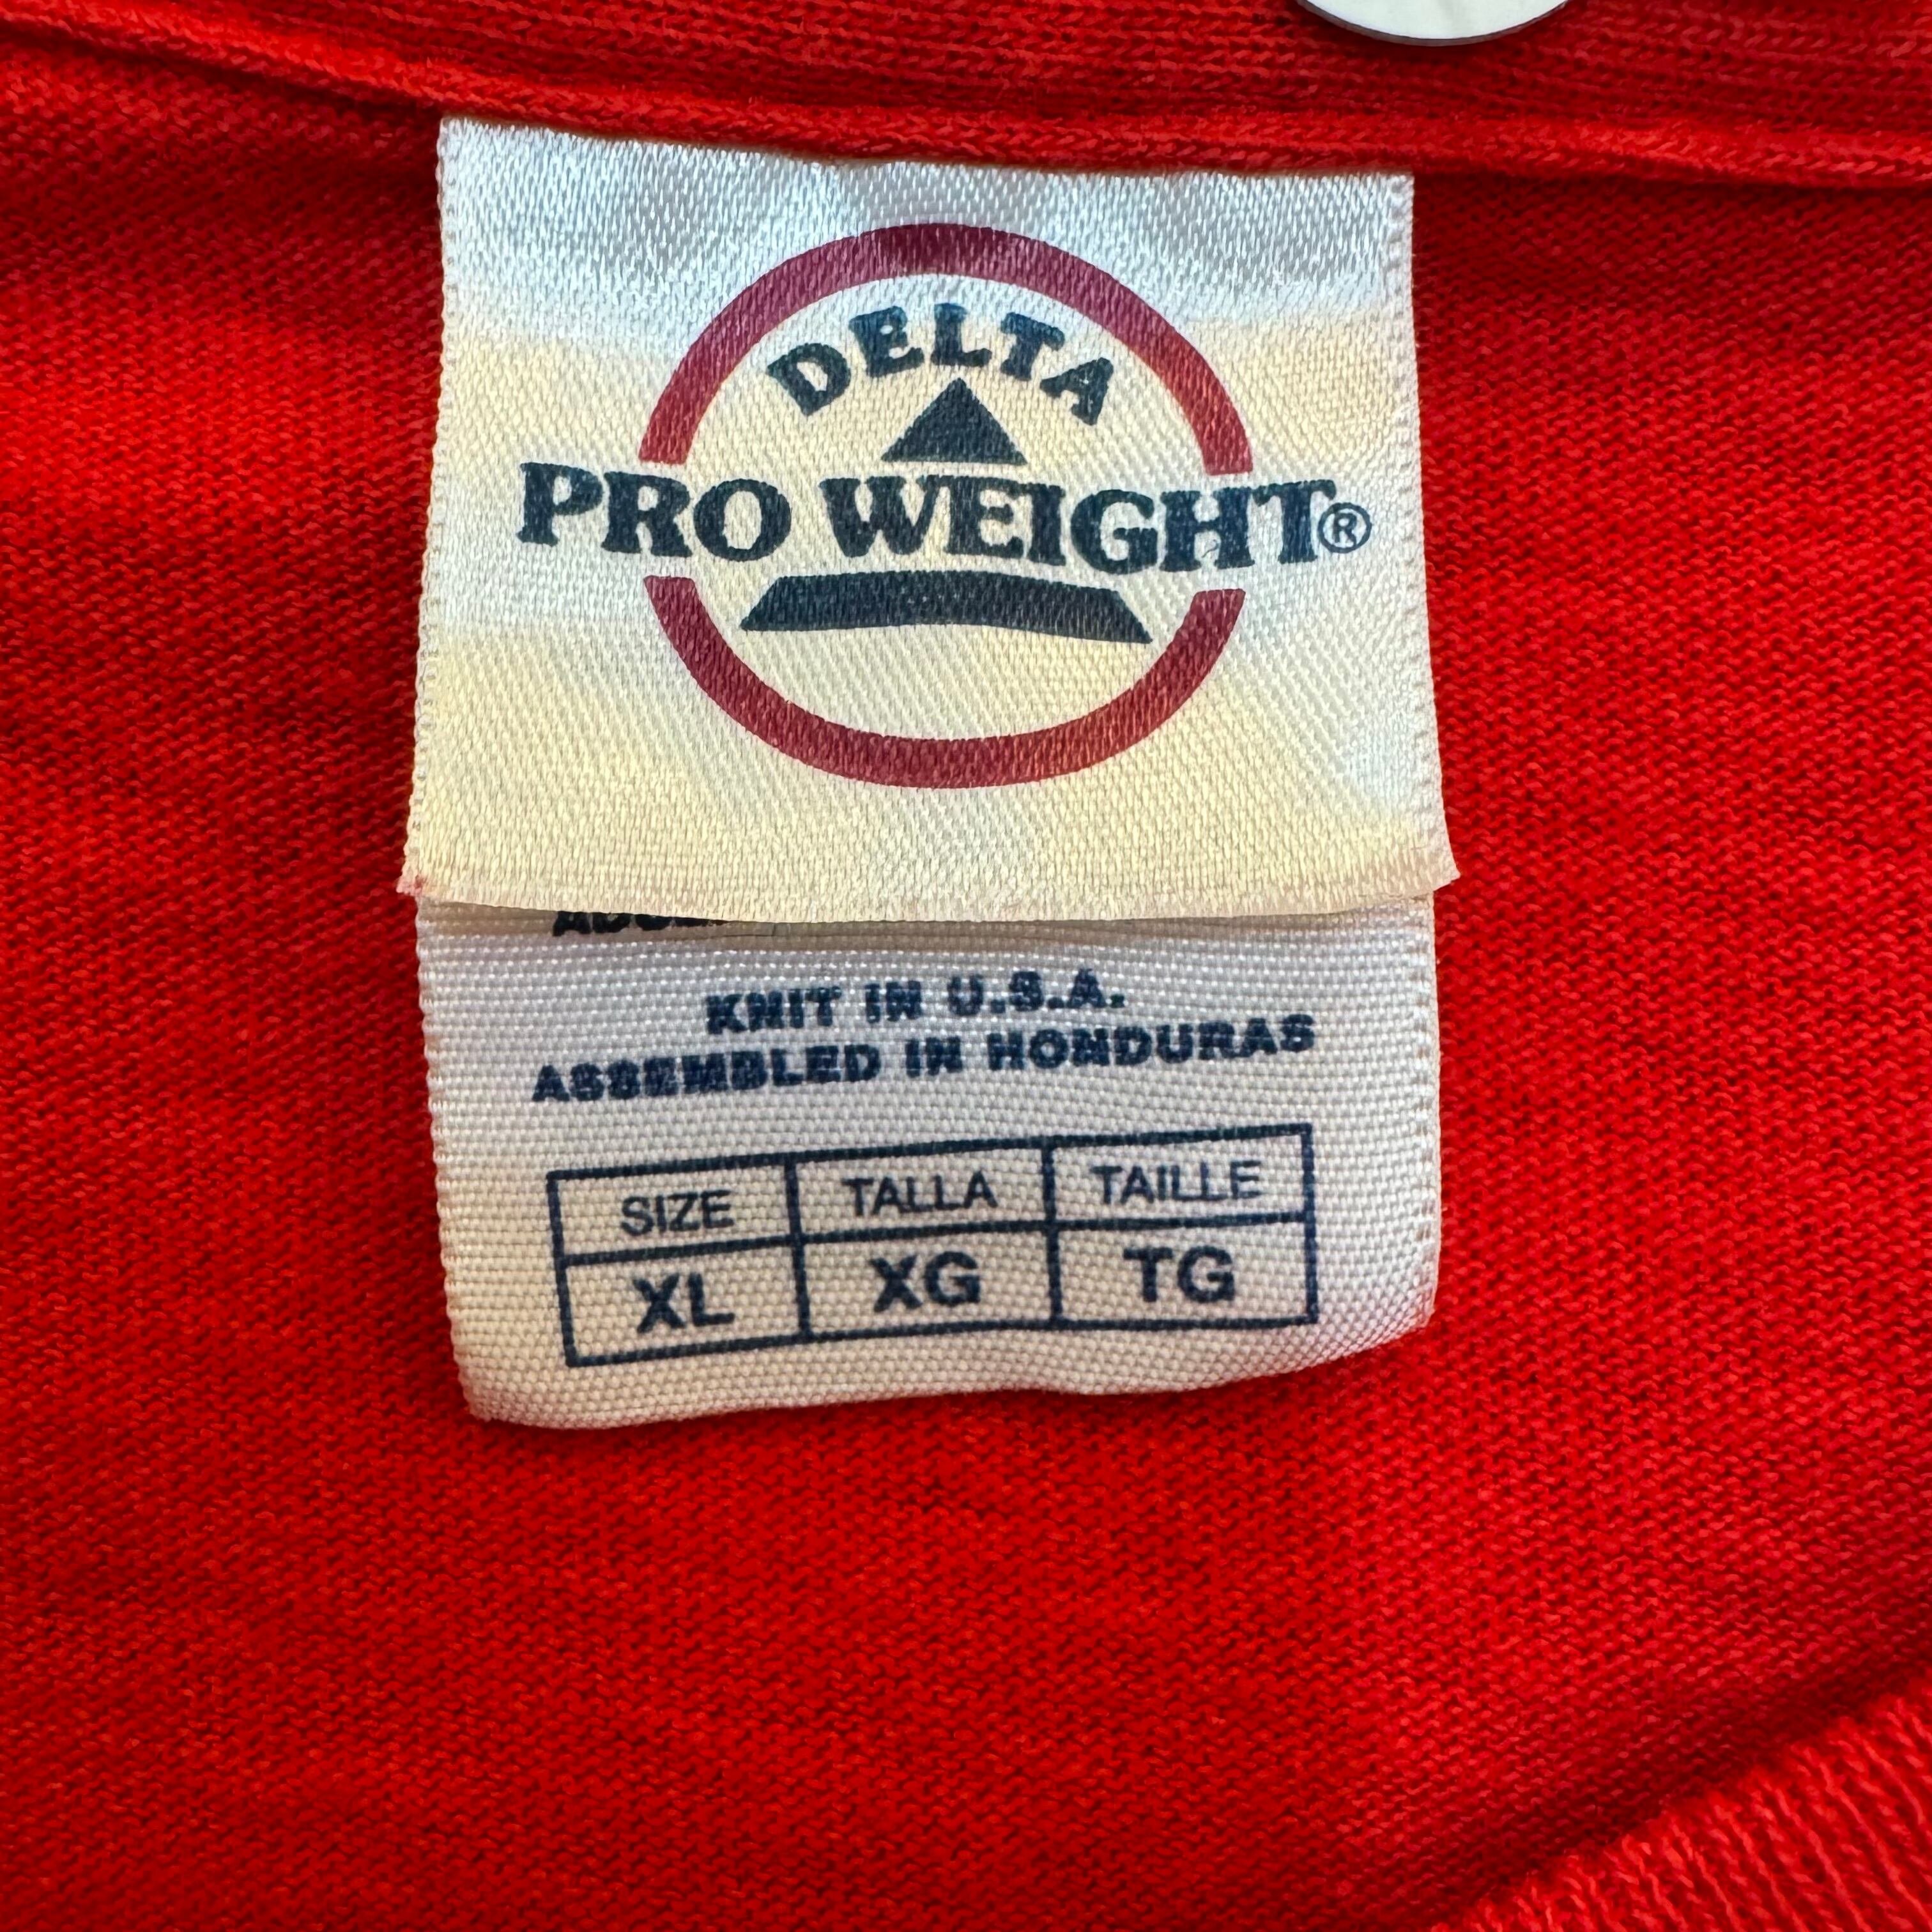 DELTA
PRO WEIGHT®
KNIT IN U.S.A.
ASSEMBLED IN HONDURAS
SIZE TALLA TAILLE
XL XG TG